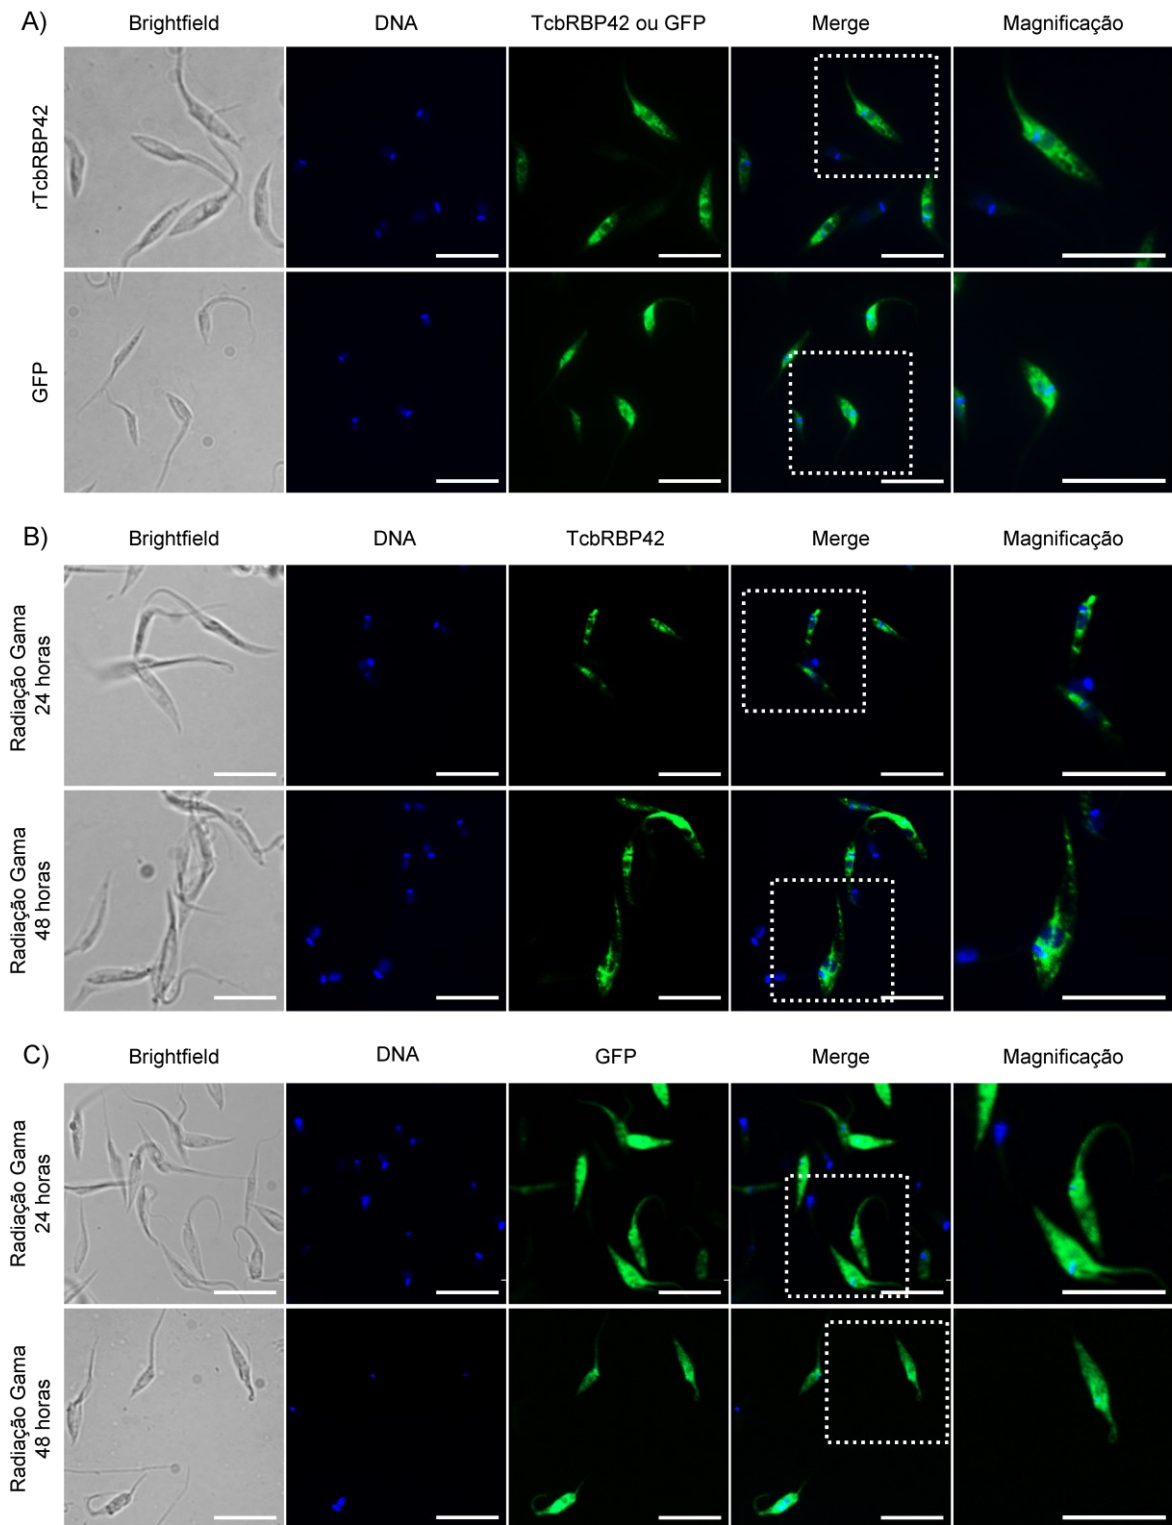 A)
Brightfield DNA TcbRBP42 ou GFP Merge Magnificação
rTcbRBP42
GFP
B)
Brightfield DNA TcbRBP42 Merge Magnificação
Radiação Gama
24 horas
Radiação Gama
48 horas
C)
Brightfield DNA GFP Merge Magnificação
Radiação Gama
24 horas
Radiação Gama
48 horas